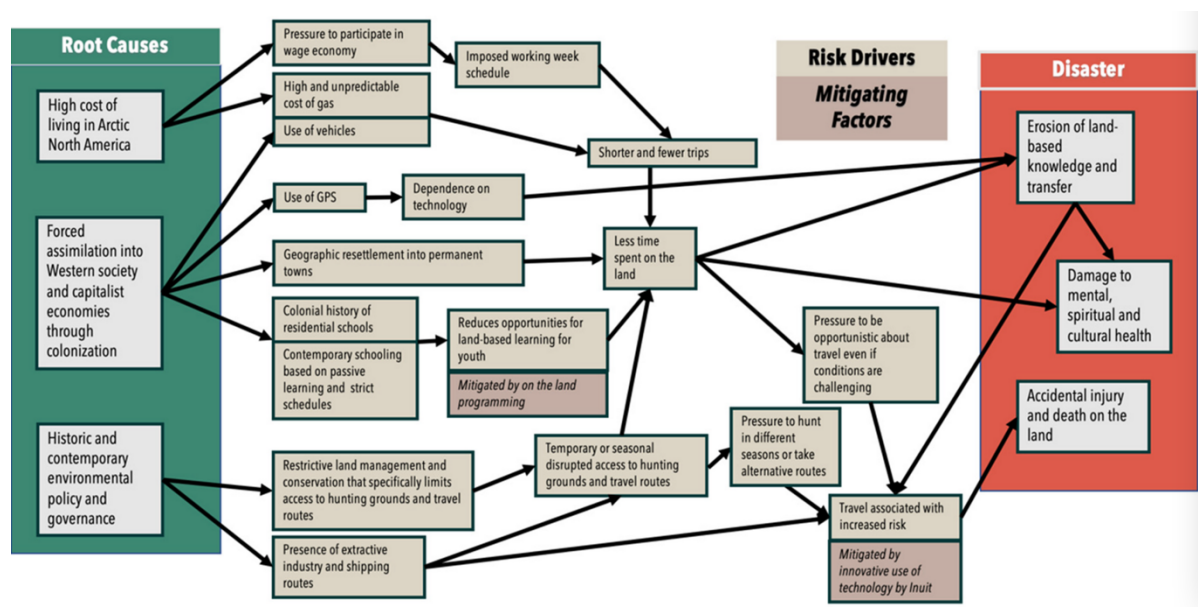 Root Causes
High cost of
living in Arctic
North America
Forced
assimilation into
Western society
and capitalist
economies
through
colonization
Historic and
contemporary
environmental
policy and
governance
Pressure to participate in
wage economy
High and unpredictable
cost of gas
Use of vehicles
Imposed working week
schedule
Shorter and fewer trips
Use of GPS
Dependence on
technology
Geographic resettlement into permanent
towns
Less time
spent on the
land
Colonial history of
residential schools
Contemporary schooling
based on passive
learning and strict
schedules
Reduces opportunities for
land-based learning for
youth
Mitigated by on the land
programming
Restrictive land management and
conservation that specifically limits
access to hunting grounds and travel
routes
Presence of extractive
industry and shipping
routes
Temporary or seasonal
disrupted access to hunting
grounds and travel routes
Pressure to hunt
in different
seasons or take
alternative routes
Pressure to be
opportunistic about
travel even if
conditions are
challenging
Travel associated with
increased risk
Mitigated by
innovative use of
technology by Inuit
Risk Drivers
Mitigating
Factors
Disaster
Erosion of land-
based
knowledge and
transfer
Damage to
mental,
spiritual and
cultural health
Accidental injury
and death on the
land